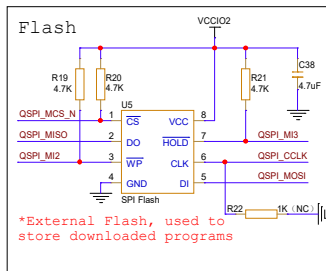 Flash
VCCIO2
R19
4.7K
R20
4.7K
R21
4.7K
C38
4.7uF
U5
QSPI_MCS_N
1
CS
VCC
8
QSPI_MISO
2
DO
HOLD
7
QSPI_MI3
QSPI_MI2
3
WP
CLK
6
QSPI_CCLK
4
GND
DI
5
QSPI_MOSI
SPI Flash
R22
1K（NC）
*External Flash, used to
store downloaded programs